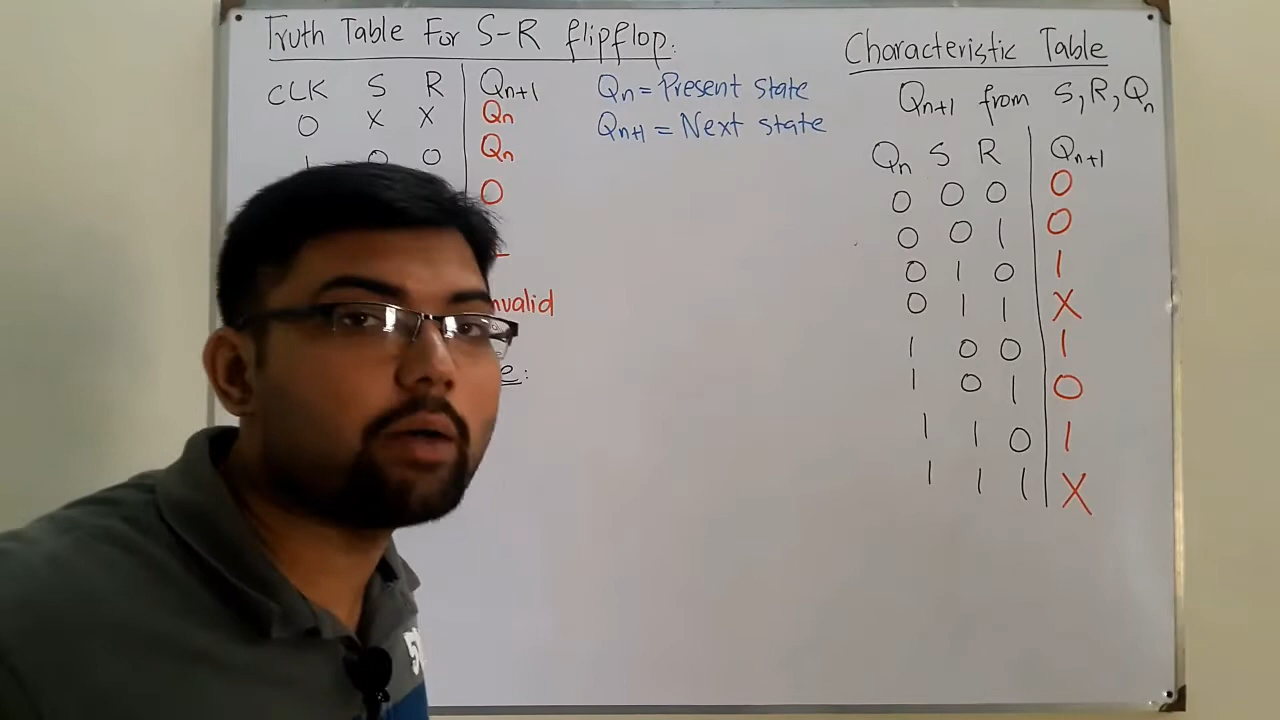 Truth Table For S-R flipflop:
CLK S R Qn+1
0 X X Qn
1 0 0 Qn
0
invalid
e:
Qn = Present state
Qn+1 = Next state
Characteristic Table
Qn+1 from S, R, Qn
Qn S R Qn+1
0 0 0 0
0 0 1 0
0 1 0 1
0 1 1 X
1 0 0 1
1 0 1 0
1 1 0 1
1 1 1 X